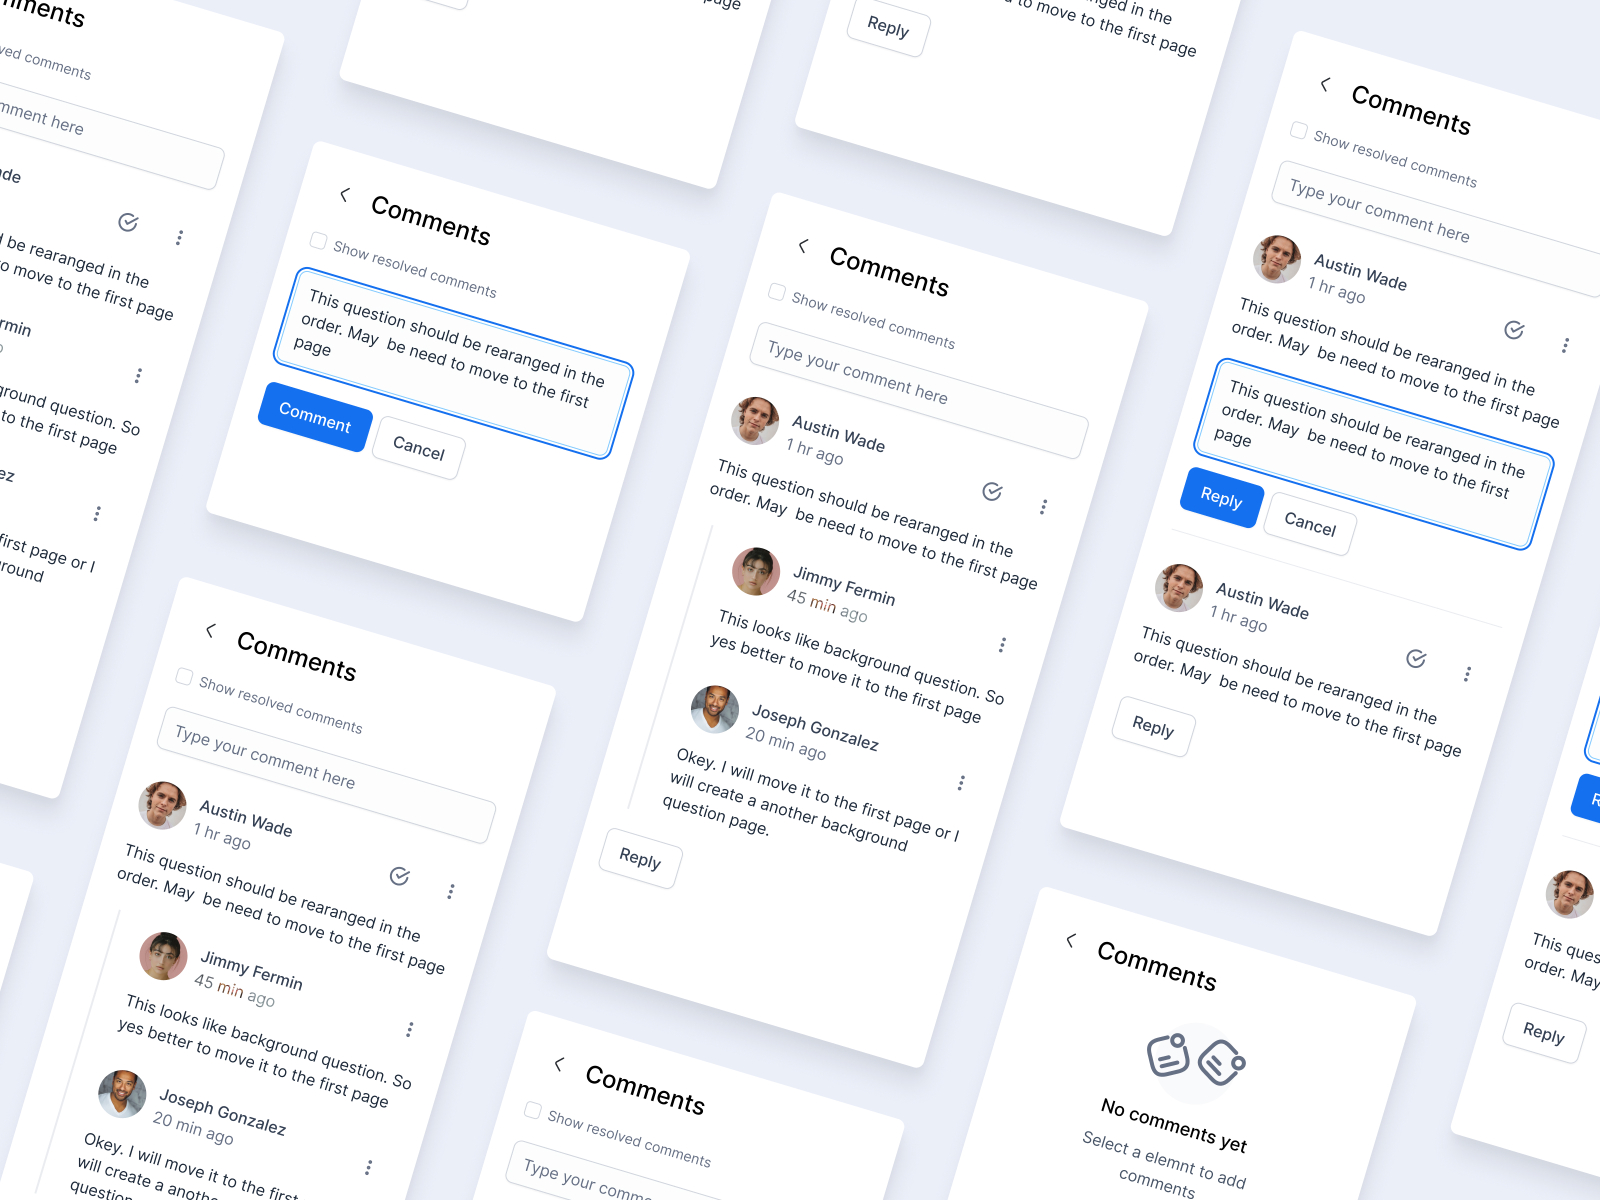 mments
comments
mment here
be rearranged in the
to move to the first page
ground question. So
to the first page
first page or I
page
Reply
ranged in the
to move to the first page
Comments
Show resolved comments
This question should be rearanged in the
order. May  be need to move to the first
page
Comment
Cancel
Comments
Show resolved comments
Type your comment here
Austin Wade
1 hr ago
This question should be rearanged in the
order. May  be need to move to the first page
Jimmy Fermin
45 min ago
This looks like background question. So
yes better to move it to the first page
Joseph Gonzalez
20 min ago
Okey. I will move it to the first page or I
will create a another background
question page.
Reply
Comments
Show resolved comments
Type your comment here
Austin Wade
1 hr ago
This question should be rearanged in the
order. May  be need to move to the first page
This question should be rearanged in the
order. May  be need to move to the first
page
Reply
Cancel
Austin Wade
1 hr ago
This question should be rearanged in the
order. May  be need to move to the first page
Reply
Comments
Show resolved comments
Type your comment here
Austin Wade
1 hr ago
This question should be rearanged in the
order. May  be need to move to the first page
Jimmy Fermin
45 min ago
This looks like background question. So
yes better to move it to the first page
Joseph Gonzalez
20 min ago
Okey. I will move it to the first
will create a anoth
question
Comments
Show resolved comments
Type your comme
Comments
No comments yet
Select a elemnt to add
comments
This ques
order. May
Reply